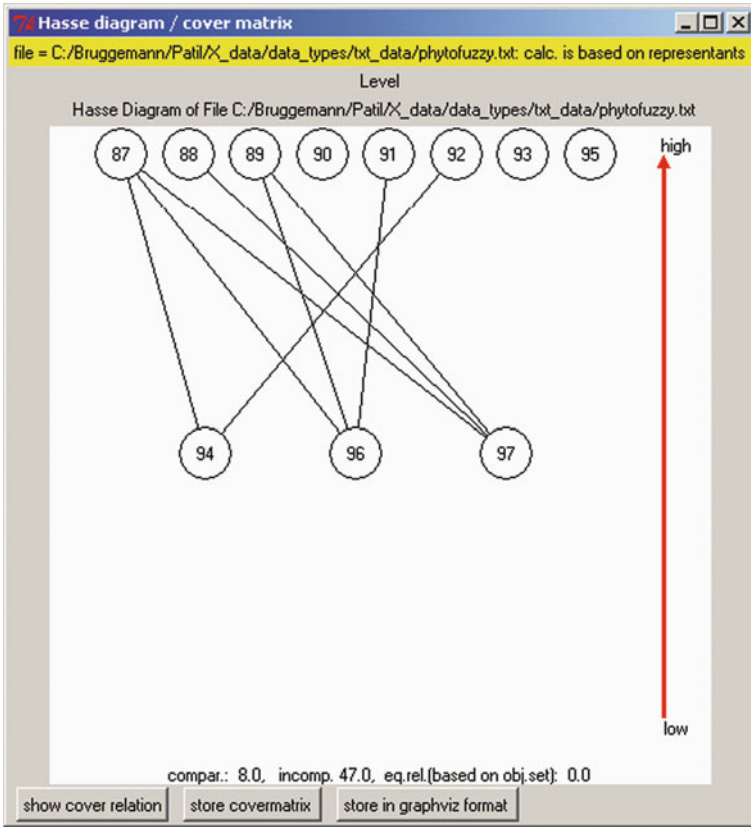 Hasse diagram / cover matrix
file = C:/Bruggemann/Patil/X_data/data_types/txt_data/phytofuzzy.txt: calc. is based on representants
Level
Hasse Diagram of File C:/Bruggemann/Patil/X_data/data_types/txt_data/phytofuzzy.txt
87 88 89 90 91 92 93 95
high
94 96 97
low
compar.: 8.0, incomp. 47.0, eq.rel.(based on obj.set): 0.0
show cover relation store covermatrix store in graphviz format